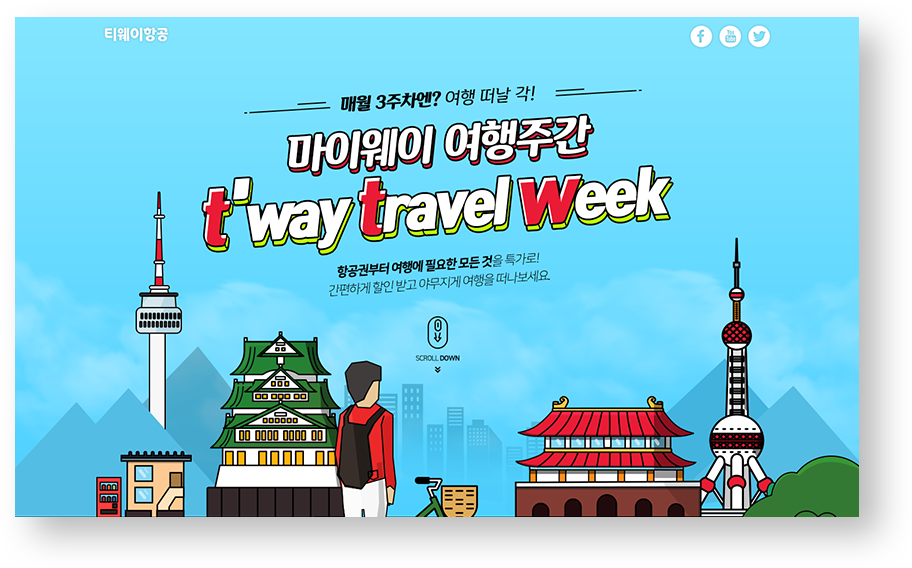 티웨이항공
매월 3주차엔? 여행 떠날 각!
마이웨이 여행주간
t'way travel week
항공권부터 여행에 필요한 모든 것을 특가로!
간편하게 할인 받고 야무지게 여행을 떠나보세요.
SCROLL DOWN